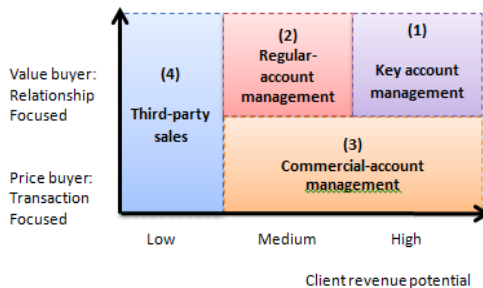 Value buyer:
Relationship
Focused
Price buyer:
Transaction
Focused
(4)
Third-party
sales
(2)
Regular-
account
management
(1)
Key account
management
(3)
Commercial-account
management
Low
Medium
High
Client revenue potential